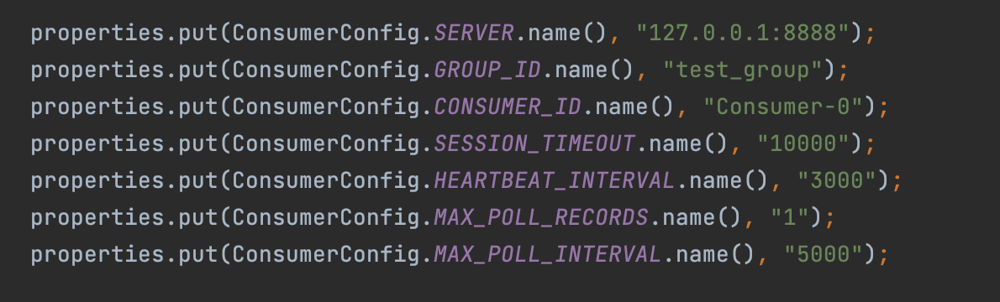 properties.put(ConsumerConfig.SERVER.name(), "127.0.0.1:8888");
properties.put(ConsumerConfig.GROUP_ID.name(), "test_group");
properties.put(ConsumerConfig.CONSUMER_ID.name(), "Consumer-0");
properties.put(ConsumerConfig.SESSION_TIMEOUT.name(), "10000");
properties.put(ConsumerConfig.HEARTBEAT_INTERVAL.name(), "3000");
properties.put(ConsumerConfig.MAX_POLL_RECORDS.name(), "1");
properties.put(ConsumerConfig.MAX_POLL_INTERVAL.name(), "5000");